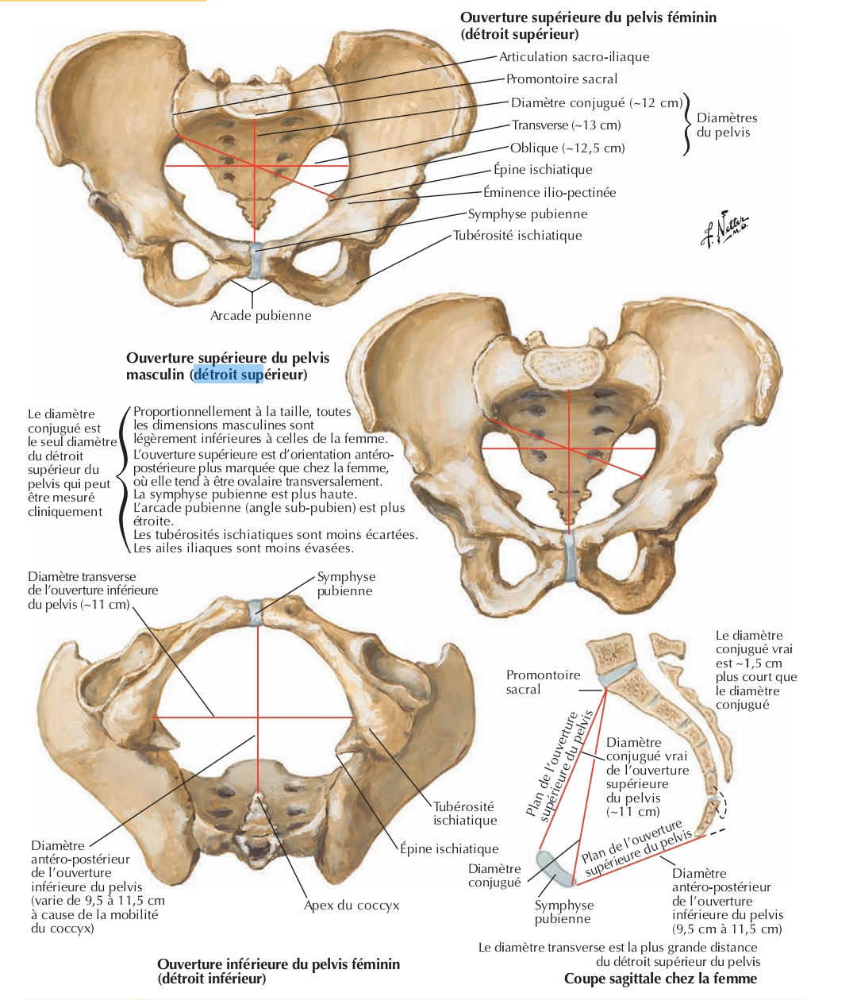 Ouverture supérieure du pelvis féminin
(détroit supérieur)
Articulation sacro-iliaque
Promontoire sacral
Diamètre conjugué (~12 cm)
Transverse (~13 cm)
Oblique (~12,5 cm)
Diamètres
du pelvis
Épine ischiatique
Éminence ilio-pectinée
Symphyse pubienne
Tubérosité ischiatique
F. Netter
M.D.
Arcade pubienne
Ouverture supérieure du pelvis
masculin (détroit supérieur)
Le diamètre
conjugué est
le seul diamètre
du détroit
supérieur du
pelvis qui peut
être mesuré
cliniquement
Proportionnellement à la taille, toutes
les dimensions masculines sont
légèrement inférieures à celles de la femme.
L'ouverture supérieure est d'orientation antéro-
postérieure plus marquée que chez la femme,
où elle tend à être ovalaire transversalement.
La symphyse pubienne est plus haute.
L'arcade pubienne (angle sub-pubien) est plus
étroite.
Les tubérosités ischiatiques sont moins écartées.
Les ailes iliaques sont moins évasées.
Diamètre transverse
de l'ouverture inférieure
du pelvis (~11 cm)
Symphyse
pubienne
Tubérosité
ischiatique
Épine ischiatique
Diamètre
antéro-postérieur
de l'ouverture
inférieure du pelvis
(varie de 9,5 à 11,5 cm
à cause de la mobilité
du coccyx)
Apex du coccyx
Ouverture inférieure du pelvis féminin
(détroit inférieur)
Le diamètre
conjugué vrai
est ~1,5 cm
plus court que
le diamètre
conjugué
Promontoire
sacral
Plan de l'ouverture
supérieure du pelvis
Diamètre
conjugué vrai
de l'ouverture
supérieure
du pelvis
(~11 cm)
Plan de l'ouverture
supérieure du pelvis
Diamètre
conjugué
Symphyse
pubienne
Diamètre
antéro-postérieur
de l'ouverture
inférieure du pelvis
(9,5 cm à 11,5 cm)
Le diamètre transverse est la plus grande distance
du détroit supérieur du pelvis
Coupe sagittale chez la femme